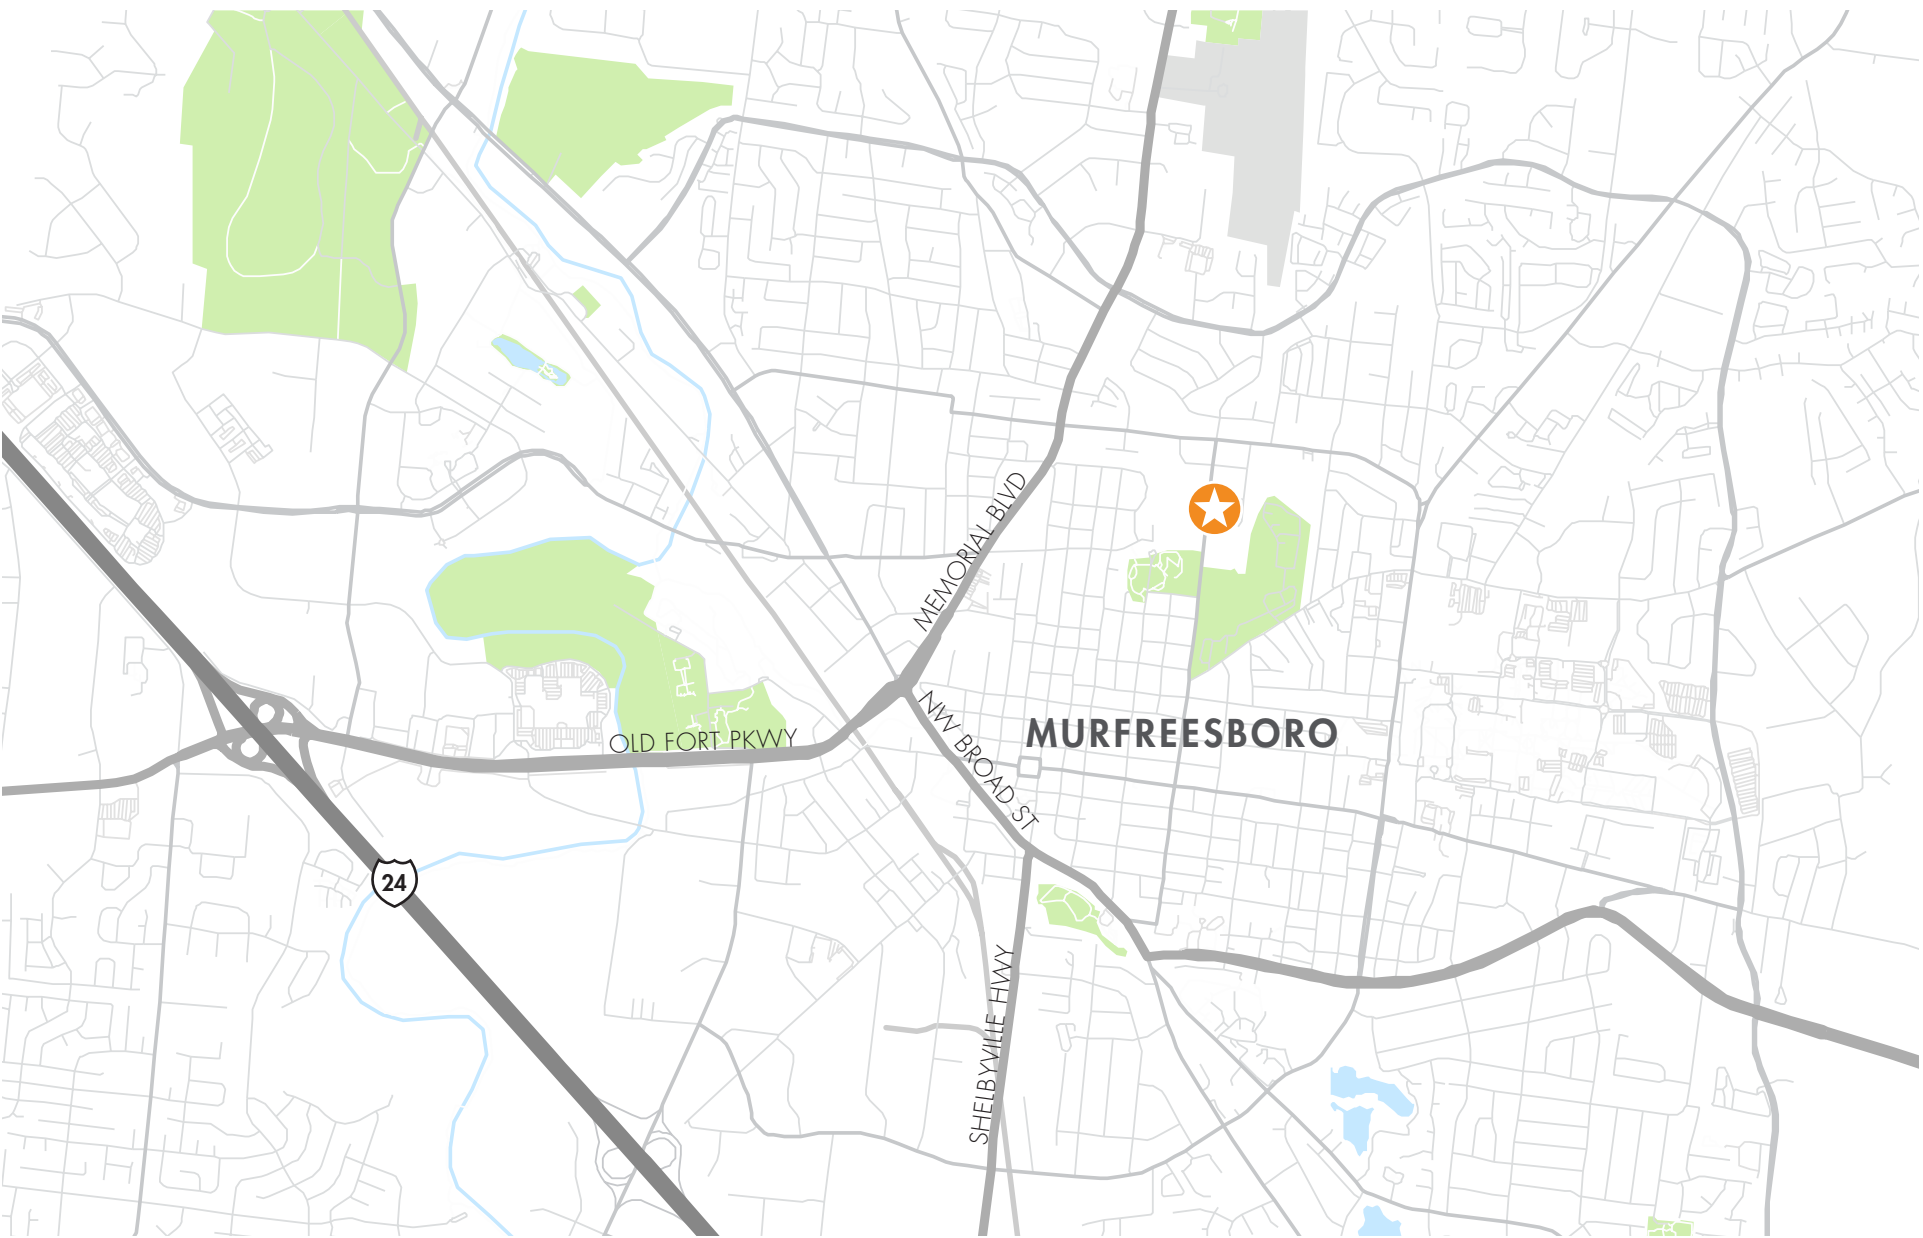 MEMORIAL BLVD
NW BROAD ST
MURFREESBORO
OLD FORT PKWY
24
SHELBYVILLE HWY